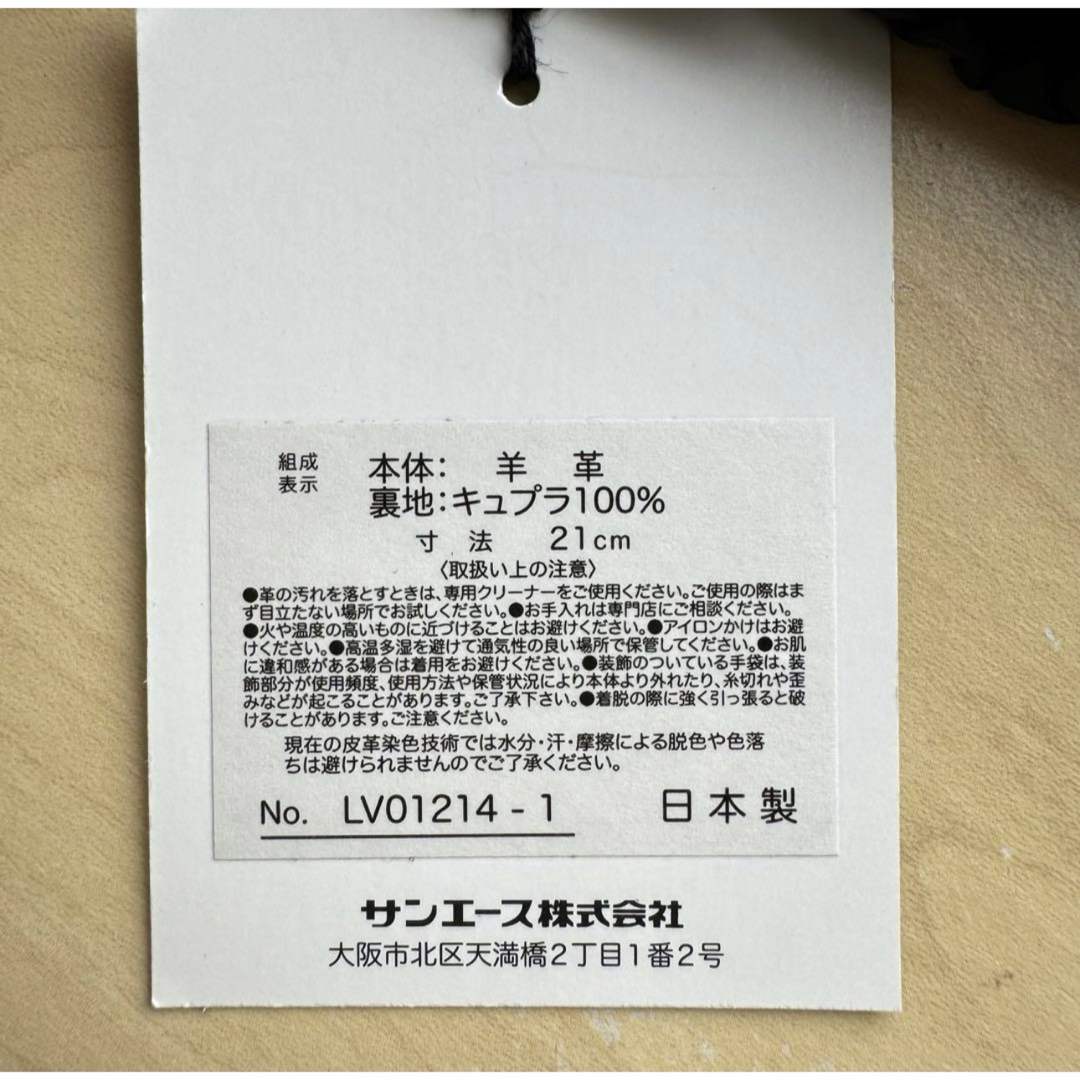 組成 本体: 羊 革
表示 裏地:キュプラ100%
寸 法 21cm
〈取扱い上の注意〉
●革の汚れを落とすときは、専用クリーナーをご使用ください。ご使用の際はま
ず目立たない場所でお試しください。●お手入れは専門店にご相談ください。
●火や温度の高いものに近づけることはお避けください。●アイロンかけはお避
けください。●高温多湿を避けて通気性の良い場所で保管してください。●お肌
に違和感がある場合は着用をお避けください。●装飾のついている手袋は、装
飾部分が使用頻度、使用方法や保管状況により本体より外れたり、糸切れや歪
みなどが起こることがあります。ご了承下さい。●着脱の際に強く引っ張ると破
けることがあります。ご注意ください。
現在の皮革染色技術では水分・汗・摩擦による脱色や色落
ちは避けられませんのでご了承ください。
No. LV01214 - 1 日本製
サンエース株式会社
大阪市北区天満橋2丁目1番2号